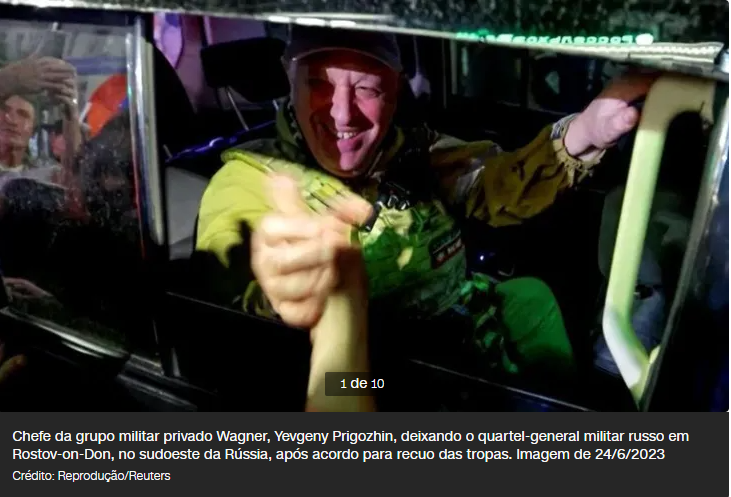 1 de 10
Chefe da grupo militar privado Wagner, Yevgeny Prigozhin, deixando o quartel-general militar russo em
Rostov-on-Don, no sudoeste da Rússia, após acordo para recuo das tropas. Imagem de 24/6/2023
Crédito: Reprodução/Reuters